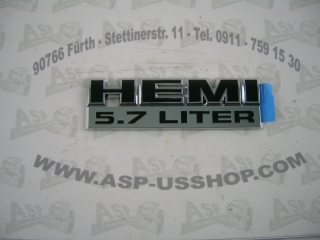 90766 Fürth - Stettinerstr. 11 - Tel. 0911 - 759 15 30
HEMI
5.7 LITER
www.ASP-USSHOP.com